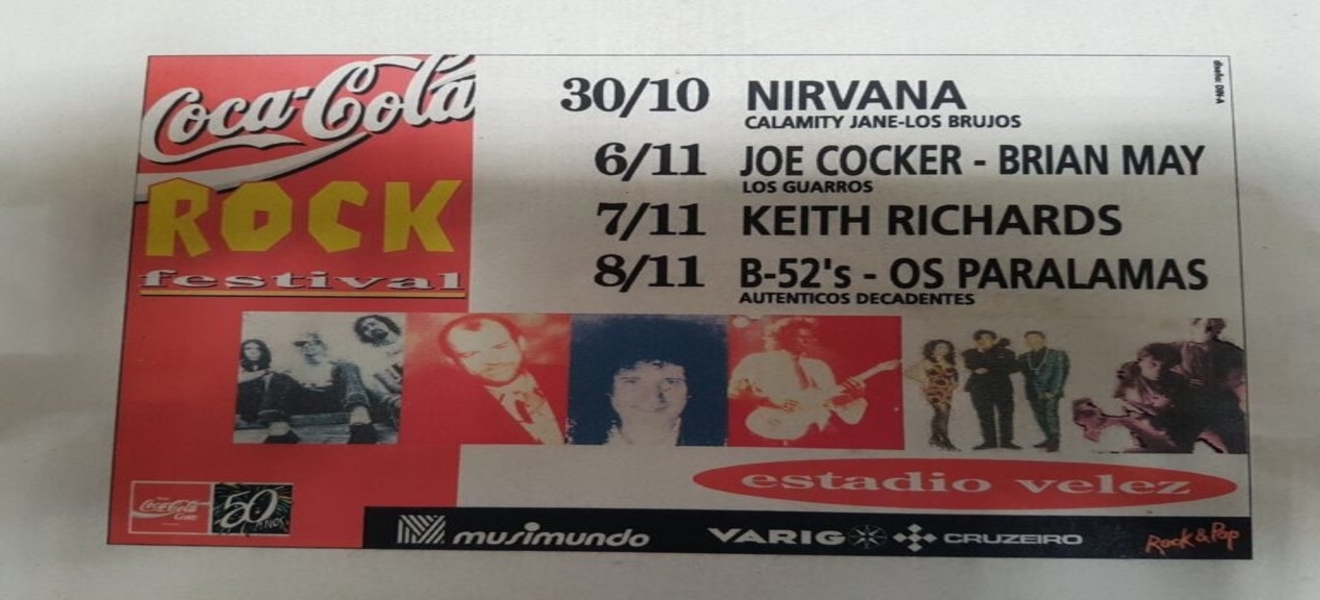 Coca-Cola
ROCK
festival
30/10 NIRVANA
CALAMITY JANE-LOS BRUJOS
6/11 JOE COCKER - BRIAN MAY
LOS GUARROS
7/11 KEITH RICHARDS
8/11 B-52's - OS PARALAMAS
AUTENTICOS DECADENTES
estadio velez
Coca-Cola
50 AÑOS
musimundo
VARIG
CRUZEIRO
Rock & Pop